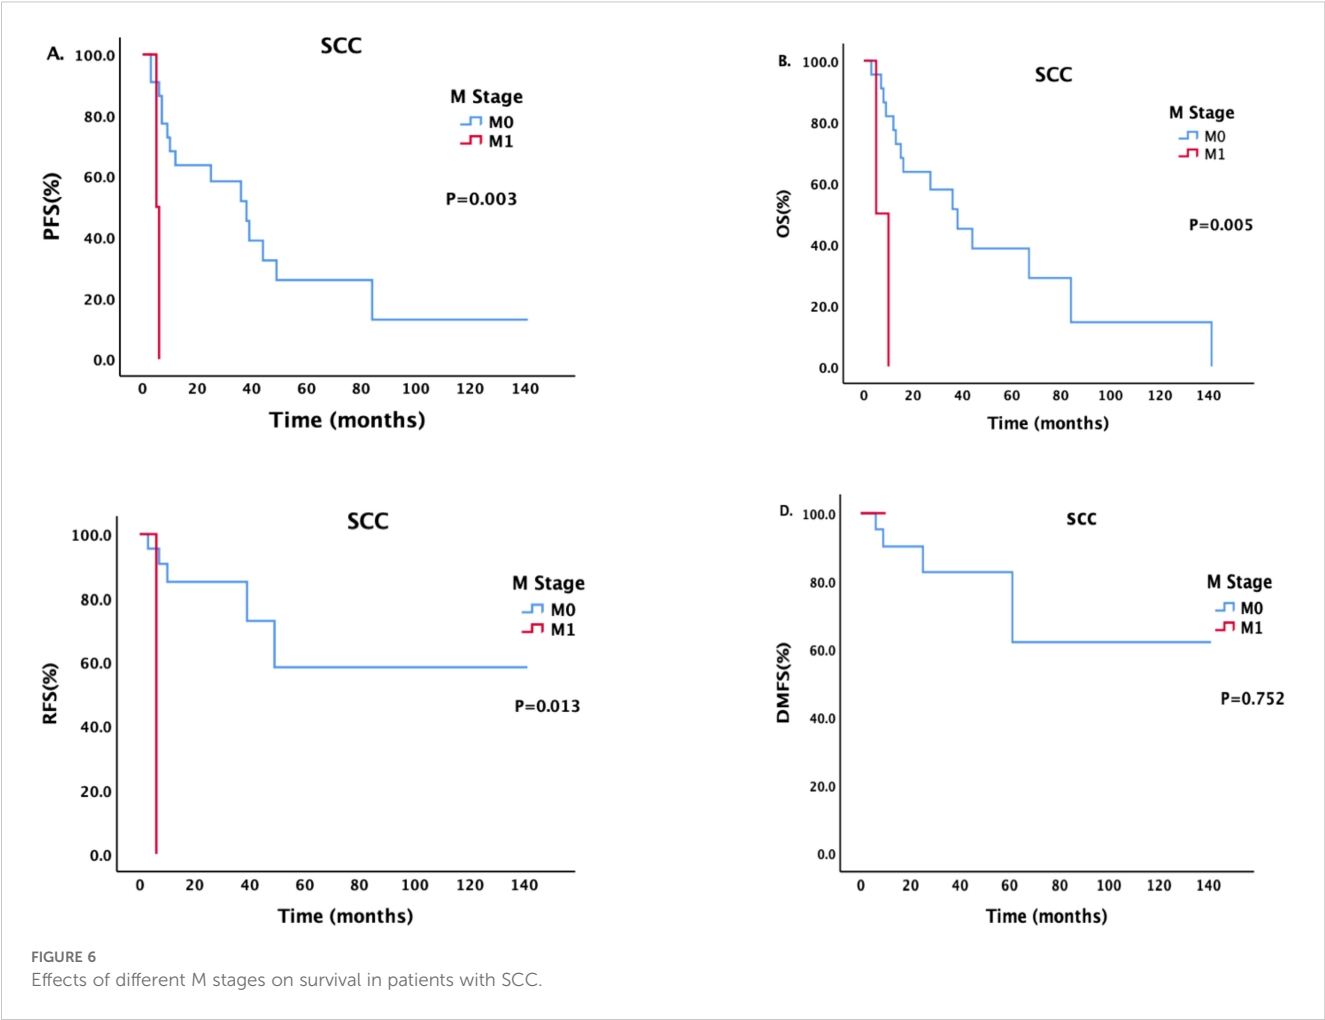 A.
SCC
100.0
80.0
60.0
40.0
20.0
0.0
PFS(%)
M Stage
M0
M1
P=0.003
0 20 40 60 80 100 120 140
Time (months)
B.
SCC
100.0
80.0
60.0
40.0
20.0
0.0
OS(%)
M Stage
M0
M1
P=0.005
0 20 40 60 80 100 120 140
Time (months)
SCC
100.0
80.0
60.0
40.0
20.0
0.0
RFS(%)
M Stage
M0
M1
P=0.013
0 20 40 60 80 100 120 140
Time (months)
D.
SCC
100.0
80.0
60.0
40.0
20.0
0.0
DMFS(%)
M Stage
M0
M1
P=0.752
0 20 40 60 80 100 120 140
Time (months)
FIGURE 6
Effects of different M stages on survival in patients with SCC.